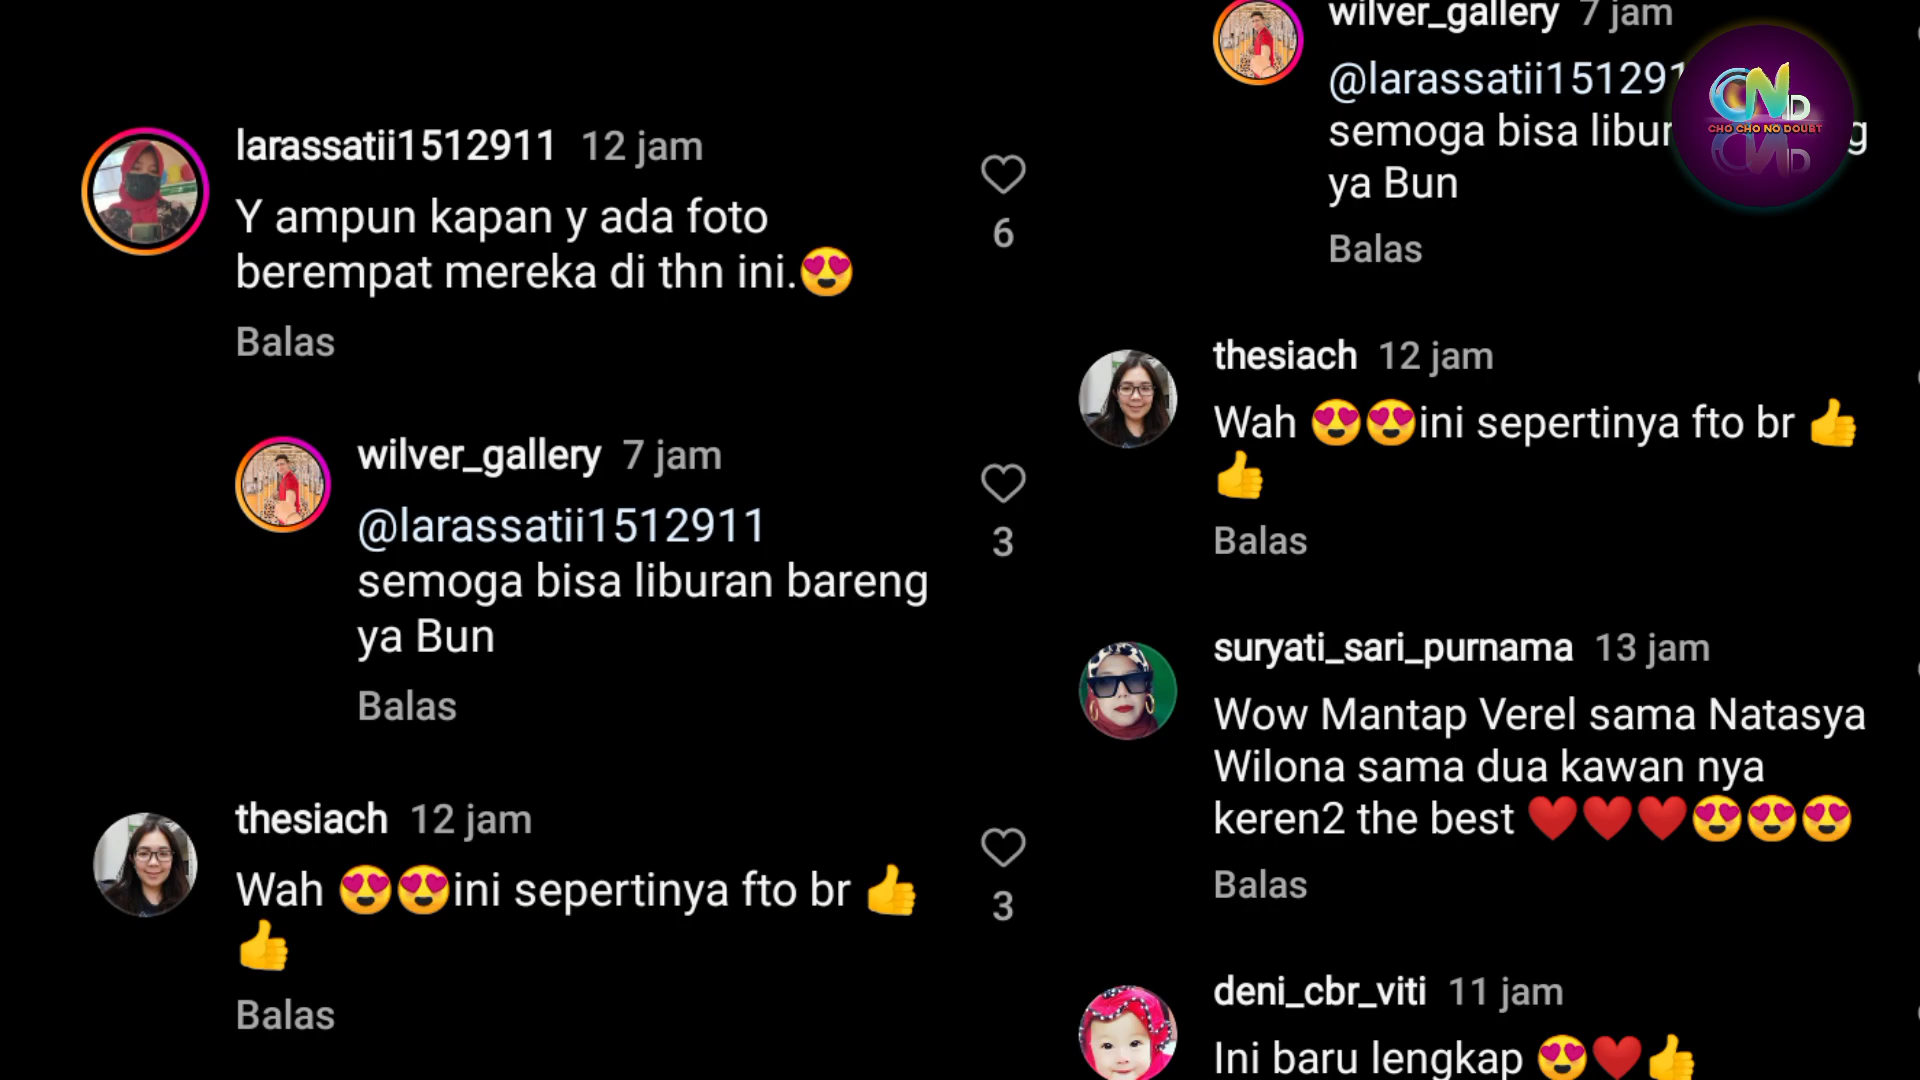 larassatii1512911 12 jam
Y ampun kapan y ada foto
berempat mereka di thn ini.😍
6
Balas
wilver_gallery 7 jam
@larassatii1512911
semoga bisa liburan bareng
ya Bun
3
Balas
thesiach 12 jam
Wah 😍😍ini sepertinya fto br 👍
👍
3
Balas
wilver_gallery 7 jam
@larassatii151291
semoga bisa libur g
ya Bun
Balas
thesiach 12 jam
Wah 😍😍ini sepertinya fto br 👍
👍
Balas
suryati_sari_purnama 13 jam
Wow Mantap Verel sama Natasya
Wilona sama dua kawan nya
keren2 the best ❤️❤️❤️😍😍😍
Balas
deni_cbr_viti 11 jam
Ini baru lengkap 😍❤️👍
CND
CHO CHO NO DOUBT